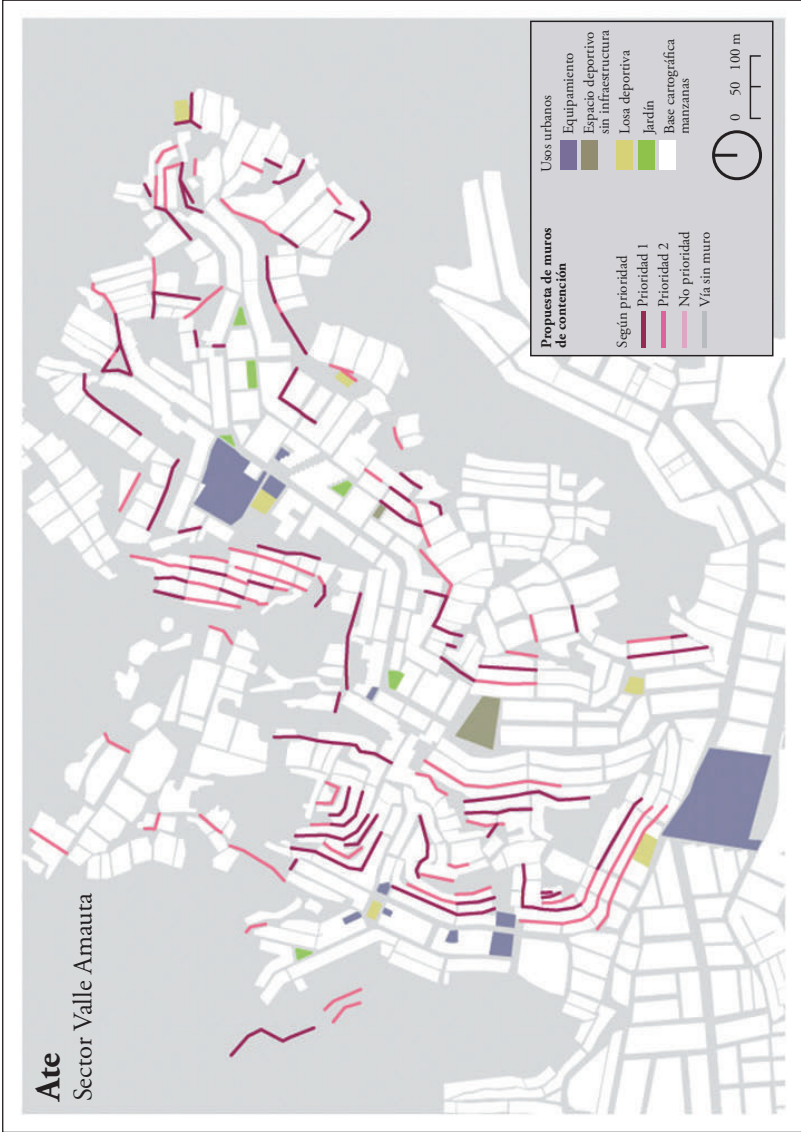 Ate
Sector Valle Amauta
Propuesta de muros
de contención
Según prioridad
Prioridad 1
Prioridad 2
No prioridad
Vía sin muro
Usos urbanos
Equipamiento
Espacio deportivo
sin infraestructura
Losa deportiva
Jardín
Base cartográfica
manzanas
0 50 100 m